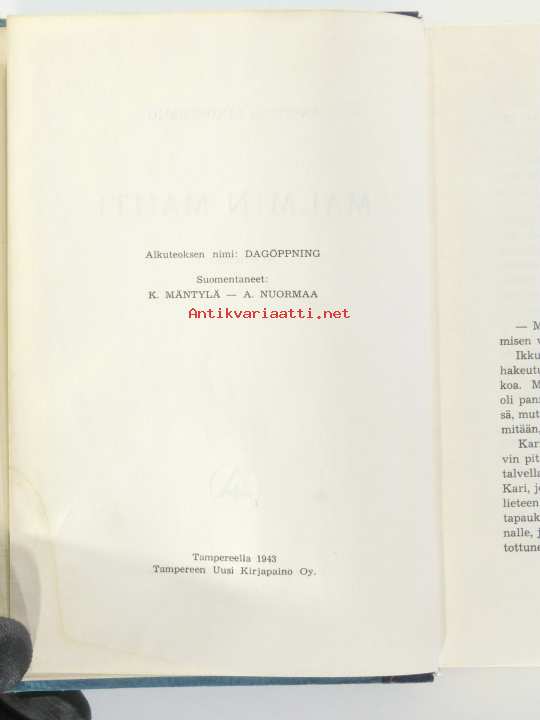 Alkuteoksen nimi: DAGÖPPNING
Suomentaneet:
K. MÄNTYLÄ — A. NUORMAA
Antikvariaatti.net
Tampereella 1943
Tampereen Uusi Kirjapaino Oy.
— M
misen v
Ikku
hakeutu
koa. M
oli pan
sä, mut
mitään,
Kari
vin pit
talvella
Kari, j
lieteen
tapauk
nalle, j
tottune